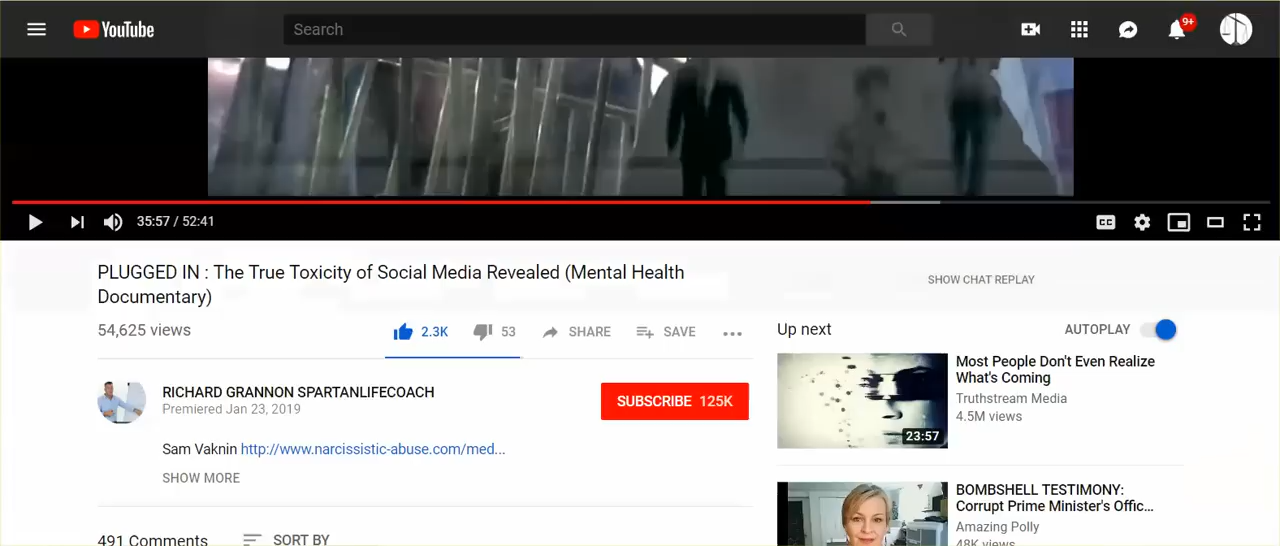 YouTube
Search
9+
35:57 / 52:41
CC
PLUGGED IN : The True Toxicity of Social Media Revealed (Mental Health
Documentary)
54,625 views
2.3K
53
SHARE
SAVE
RICHARD GRANNON SPARTANLIFECOACH
Premiered Jan 23, 2019
SUBSCRIBE 125K
Sam Vaknin http://www.narcissistic-abuse.com/med...
SHOW MORE
491 Comments
SORT BY
SHOW CHAT REPLAY
Up next
AUTOPLAY
23:57
Most People Don't Even Realize
What's Coming
Truthstream Media
4.5M views
BOMBSHELL TESTIMONY:
Corrupt Prime Minister's Offic...
Amazing Polly
48K views